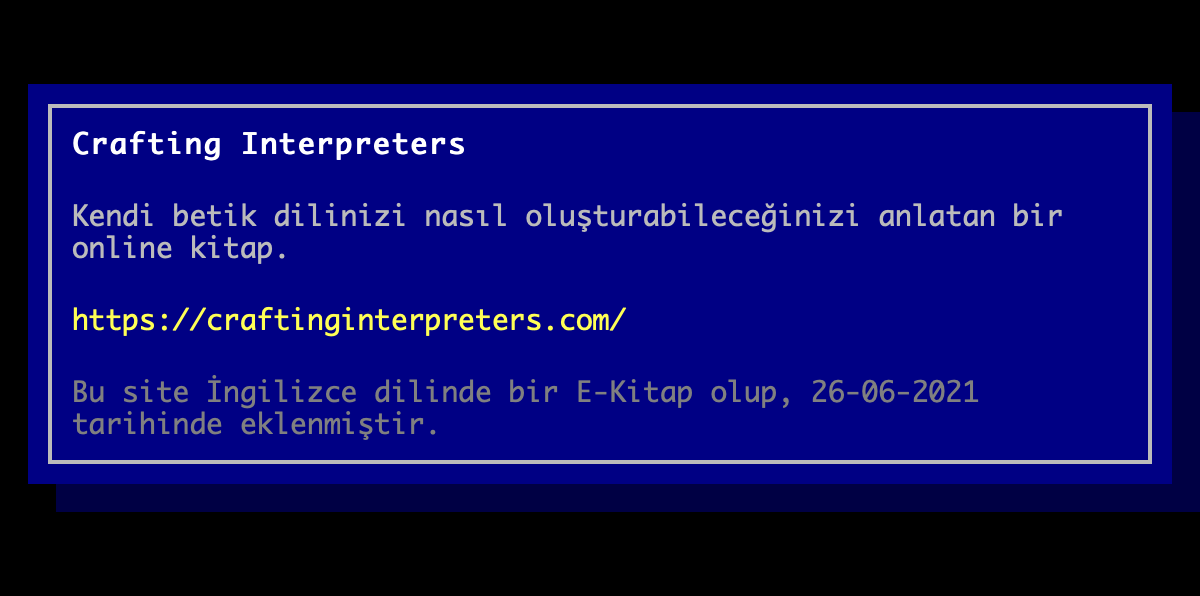 Crafting Interpreters
Kendi betik dilinizi nasıl oluşturabileceğinizi anlatan bir
online kitap.
https://craftinginterpreters.com/
Bu site İngilizce dilinde bir E-Kitap olup, 26-06-2021
tarihinde eklenmiştir.